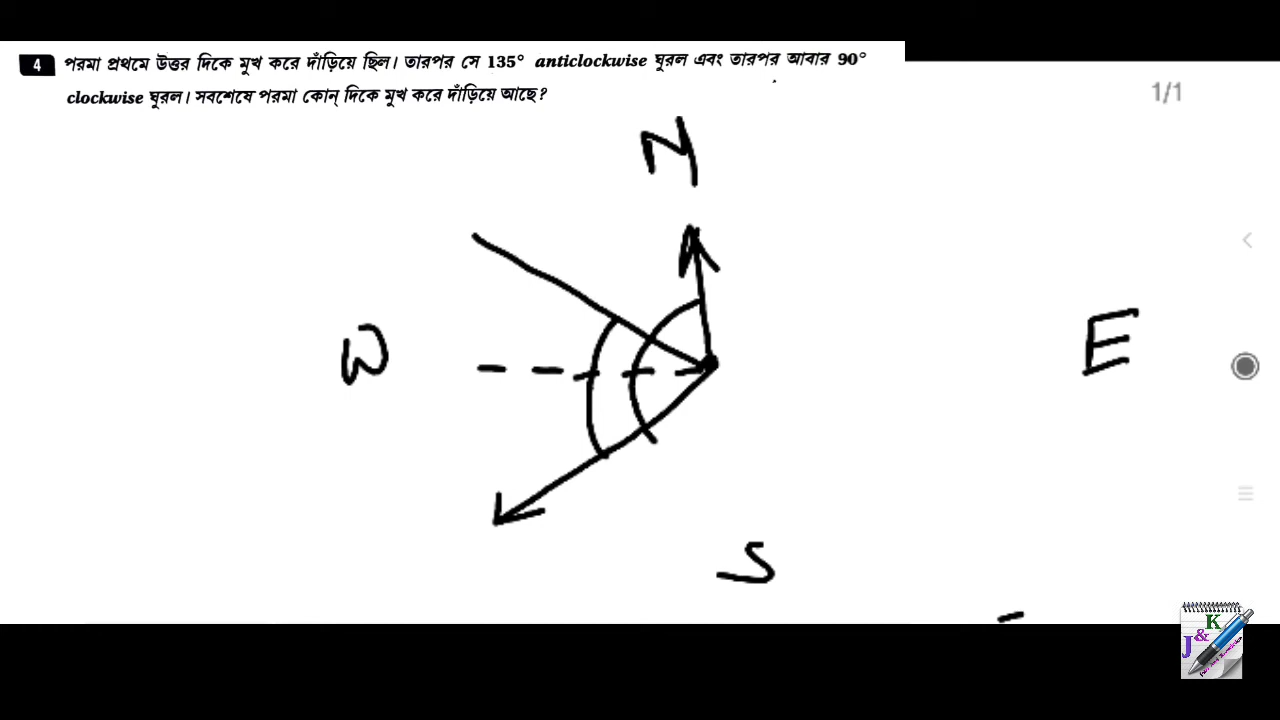 4 পরমা প্রথমে উত্তর দিকে মুখ করে দাঁড়িয়ে ছিল। তারপর সে 135° anticlockwise ঘুরল এবং তারপর আবার 90°
clockwise ঘুরল। সবশেষে পরমা কোন্ দিকে মুখ করে দাঁড়িয়ে আছে?
1/1
N
W
E
S
J&K